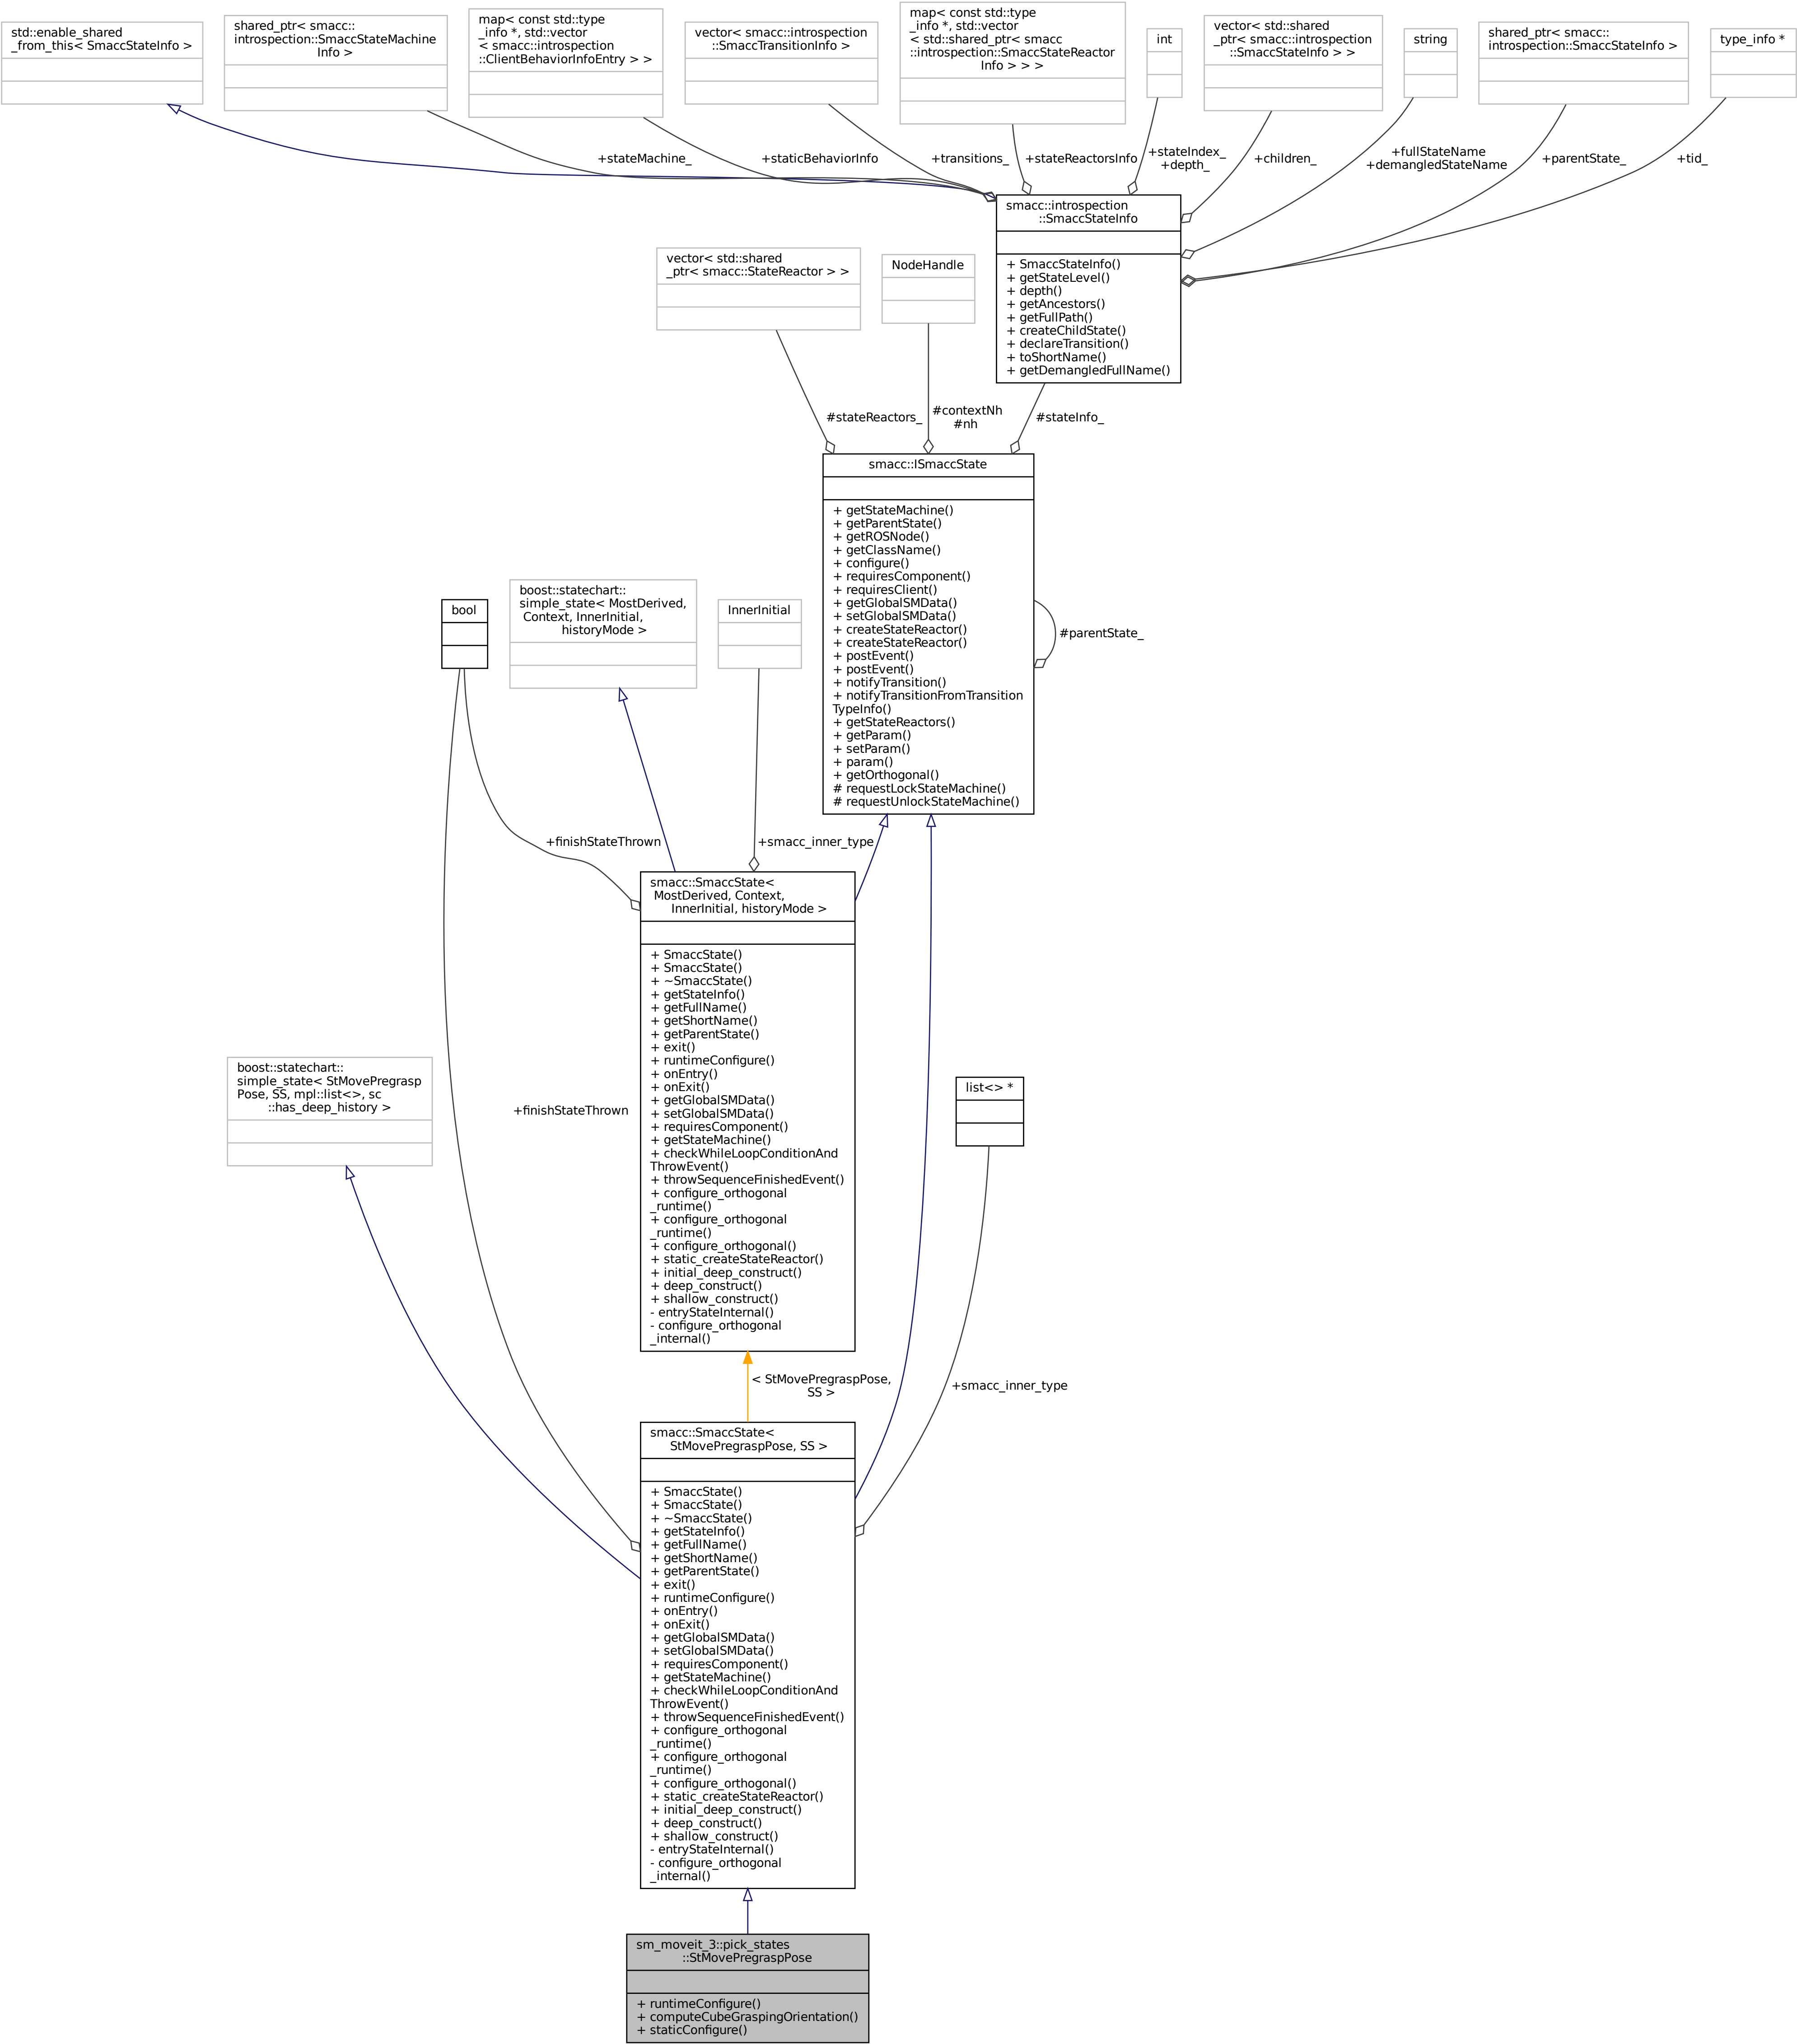 std::enable_shared
_from_this< SmaccStateInfo >
shared_ptr< smacc::
introspection::SmaccStateMachine
Info >
map< const std::type
_info *, std::vector
< smacc::introspection
::ClientBehaviorInfoEntry > >
vector< smacc::introspection
::SmaccTransitionInfo >
map< const std::type
_info *, std::vector
< std::shared_ptr< smacc
::introspection::SmaccStateReactor
Info > > >
int
vector< std::shared
_ptr< smacc::introspection
::SmaccStateInfo > >
string
shared_ptr< smacc::
introspection::SmaccStateInfo >
type_info *
+stateMachine_
+staticBehaviorInfo
+transitions_
+stateReactorsInfo
+stateIndex_
+depth_
+children_
+fullStateName
+demangledStateName
+parentState_
+tid_
smacc::introspection
::SmaccStateInfo
+ SmaccStateInfo()
+ getStateLevel()
+ depth()
+ getAncestors()
+ getFullPath()
+ createChildState()
+ declareTransition()
+ toShortName()
+ getDemangledFullName()
vector< std::shared
_ptr< smacc::StateReactor > >
NodeHandle
#stateReactors_
#contextNh
#nh
#stateInfo_
smacc::ISmaccState
+ getStateMachine()
+ getParentState()
+ getROSNode()
+ getClassName()
+ configure()
+ requiresComponent()
+ requiresClient()
+ getGlobalSMData()
+ setGlobalSMData()
+ createStateReactor()
+ createStateReactor()
+ postEvent()
+ postEvent()
+ notifyTransition()
+ notifyTransitionFromTransition
TypeInfo()
+ getStateReactors()
+ getParam()
+ setParam()
+ param()
+ getOrthogonal()
# requestLockStateMachine()
# requestUnlockStateMachine()
#parentState_
bool
boost::statechart::
simple_state< MostDerived,
Context, InnerInitial,
historyMode >
InnerInitial
+finishStateThrown
+smacc_inner_type
smacc::SmaccState<
MostDerived, Context,
InnerInitial, historyMode >
+ SmaccState()
+ SmaccState()
+ ~SmaccState()
+ getStateInfo()
+ getFullName()
+ getShortName()
+ getParentState()
+ exit()
+ runtimeConfigure()
+ onEntry()
+ onExit()
+ getGlobalSMData()
+ setGlobalSMData()
+ requiresComponent()
+ getStateMachine()
+ checkWhileLoopConditionAnd
ThrowEvent()
+ throwSequenceFinishedEvent()
+ configure_orthogonal
_runtime()
+ configure_orthogonal
_runtime()
+ configure_orthogonal()
+ static_createStateReactor()
+ initial_deep_construct()
+ deep_construct()
+ shallow_construct()
- entryStateInternal()
- configure_orthogonal
_internal()
boost::statechart::
simple_state< StMovePregrasp
Pose, SS, mpl::list<>, sc
::has_deep_history >
+finishStateThrown
list<> *
< StMovePregraspPose,
SS >
+smacc_inner_type
smacc::SmaccState<
StMovePregraspPose, SS >
+ SmaccState()
+ SmaccState()
+ ~SmaccState()
+ getStateInfo()
+ getFullName()
+ getShortName()
+ getParentState()
+ exit()
+ runtimeConfigure()
+ onEntry()
+ onExit()
+ getGlobalSMData()
+ setGlobalSMData()
+ requiresComponent()
+ getStateMachine()
+ checkWhileLoopConditionAnd
ThrowEvent()
+ throwSequenceFinishedEvent()
+ configure_orthogonal
_runtime()
+ configure_orthogonal
_runtime()
+ configure_orthogonal()
+ static_createStateReactor()
+ initial_deep_construct()
+ deep_construct()
+ shallow_construct()
- entryStateInternal()
- configure_orthogonal
_internal()
sm_moveit_3::pick_states
::StMovePregraspPose
+ runtimeConfigure()
+ computeCubeGraspingOrientation()
+ staticConfigure()